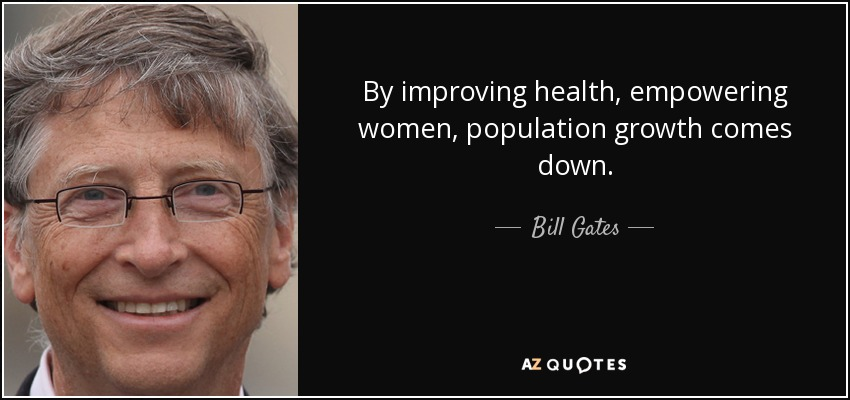 By improving health, empowering
women, population growth comes
down.
Bill Gates
AZ QUOTES